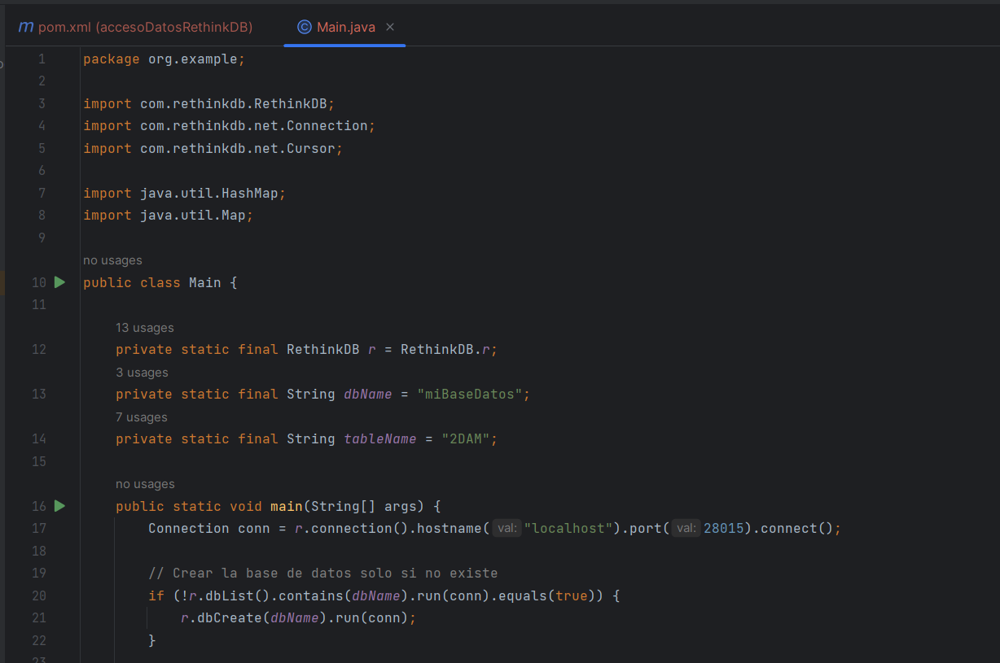 m pom.xml (accesoDatosRethinkDB) © Main.java ×
1 package org.example;
2
3 import com.rethinkdb.RethinkDB;
4 import com.rethinkdb.net.Connection;
5 import com.rethinkdb.net.Cursor;
6
7 import java.util.HashMap;
8 import java.util.Map;
9
no usages
10 public class Main {
11
13 usages
12 private static final RethinkDB r = RethinkDB.r;
3 usages
13 private static final String dbName = "miBaseDatos";
7 usages
14 private static final String tableName = "2DAM";
15
no usages
16 public static void main(String[] args) {
17 Connection conn = r.connection().hostname( val: "localhost").port( val: 28015).connect();
18
19 // Crear la base de datos solo si no existe
20 if (!r.dbList().contains(dbName).run(conn).equals(true)) {
21 r.dbCreate(dbName).run(conn);
22 }
23